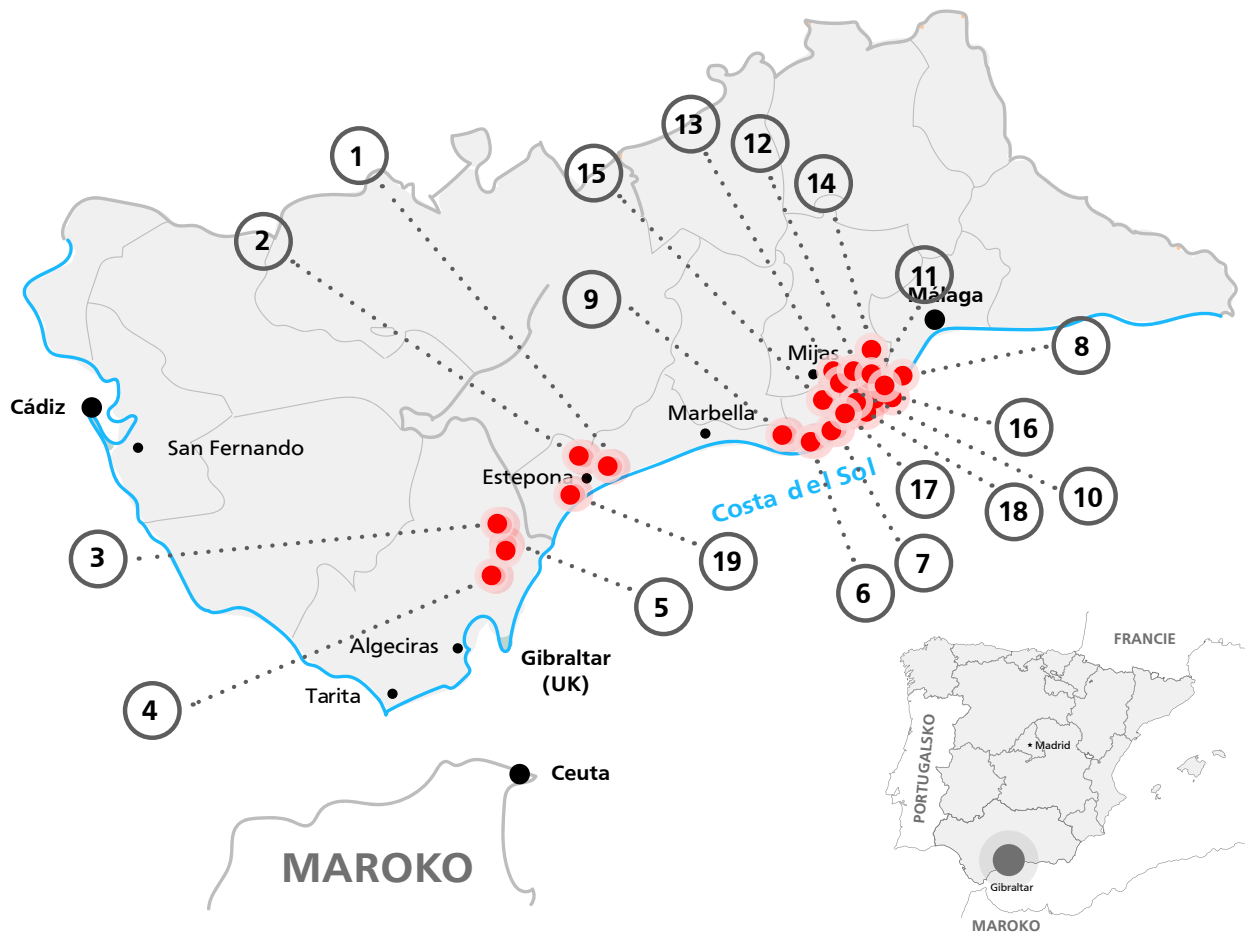 13
12
1
15
14
2
11
9
Málaga
8
Mijas
Cádiz
Marbella
16
San Fernando
Estepona
Costa del Sol
17
10
18
3
19
7
6
5
Algeciras
Gibraltar
(UK)
FRANCIE
Tarita
4
PORTUGALSKO
Madrid
Ceuta
MAROKO
Gibraltar
MAROKO